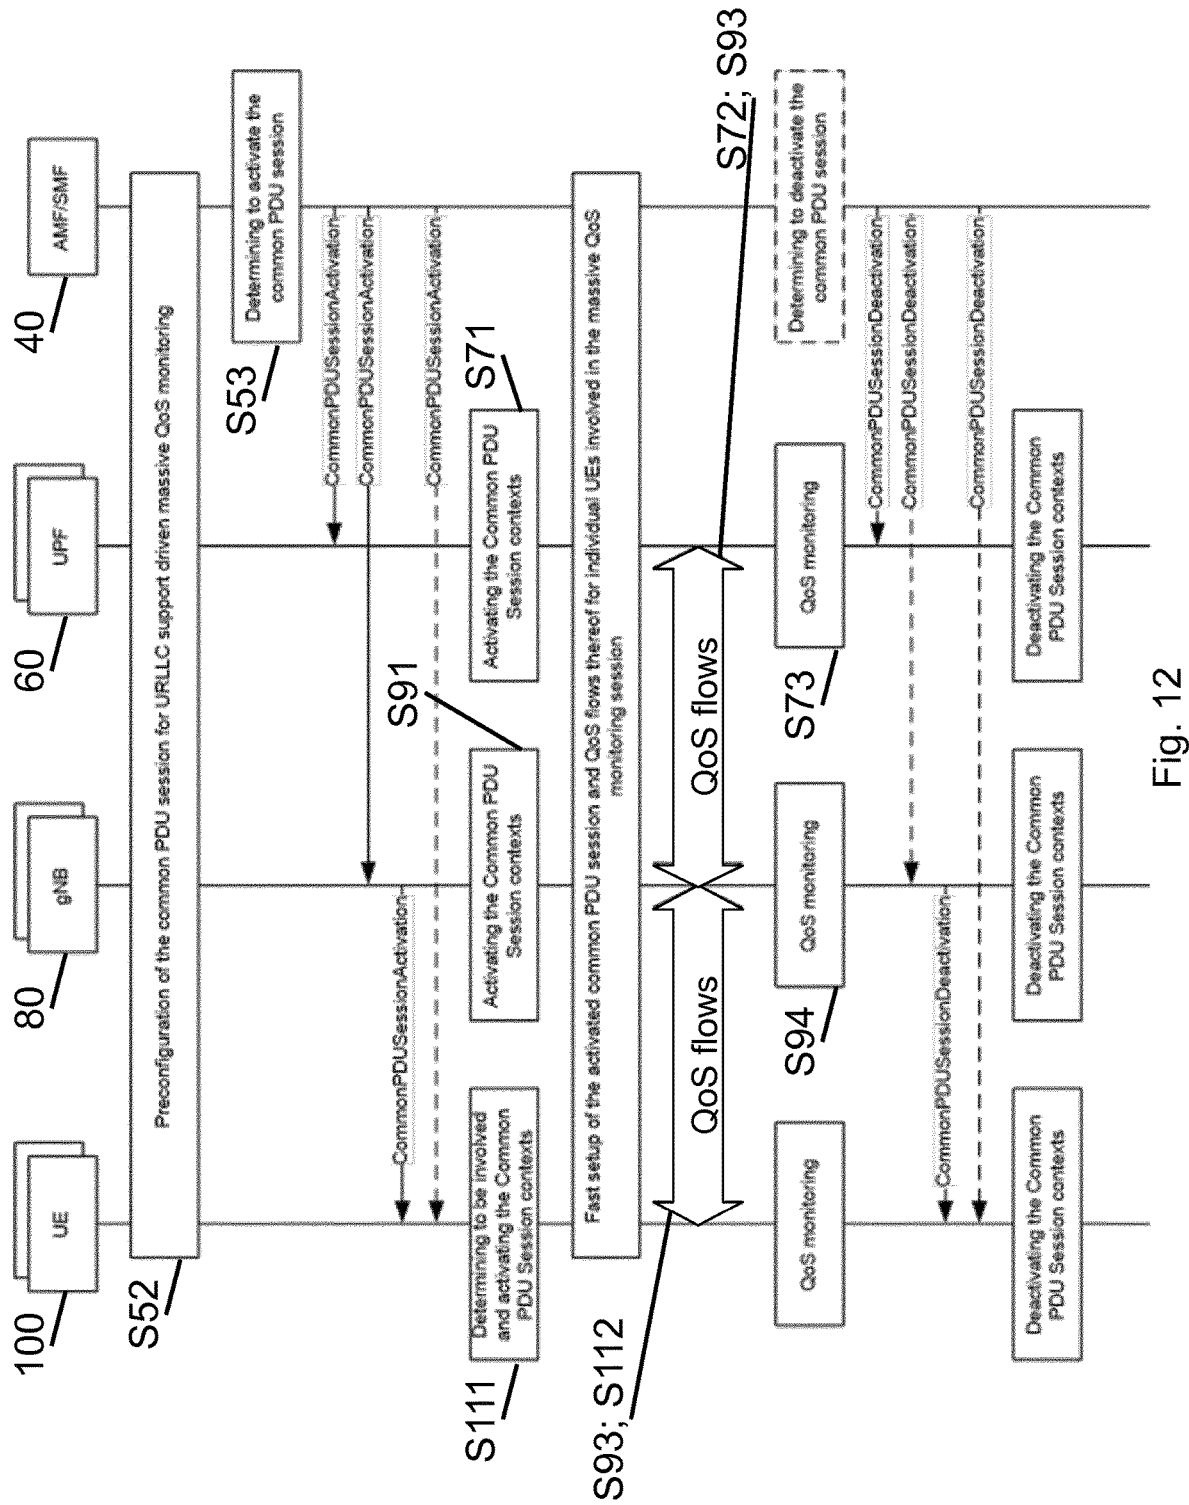 100
UE
80
gNB
60
UPF
40
AMF/SMF
S52
Preconfiguration of the common PDU session for URLLC support driven massive QoS monitoring
S53
Determining to activate the
common PDU session
CommonPDUSessionActivation
CommonPDUSessionActivation
CommonPDUSessionActivation
CommonPDUSessionActivation
S111
Determining to be involved
and activating the Common
PDU Session contexts
S91
Activating the Common PDU
Session contexts
S71
Activating the Common PDU
Session contexts
Fast setup of the activated common PDU session and QoS flows thereof for individual UEs involved in the massive QoS
monitoring session
S93; S112
QoS flows
QoS flows
S72; S93
QoS monitoring
S94
QoS monitoring
S73
QoS monitoring
Determining to deactivate the
common PDU session
CommonPDUSessionDeactivation
CommonPDUSessionDeactivation
CommonPDUSessionDeactivation
CommonPDUSessionDeactivation
Deactivating the Common
PDU Session contexts
Deactivating the Common
PDU Session contexts
Deactivating the Common
PDU Session contexts
Fig. 12